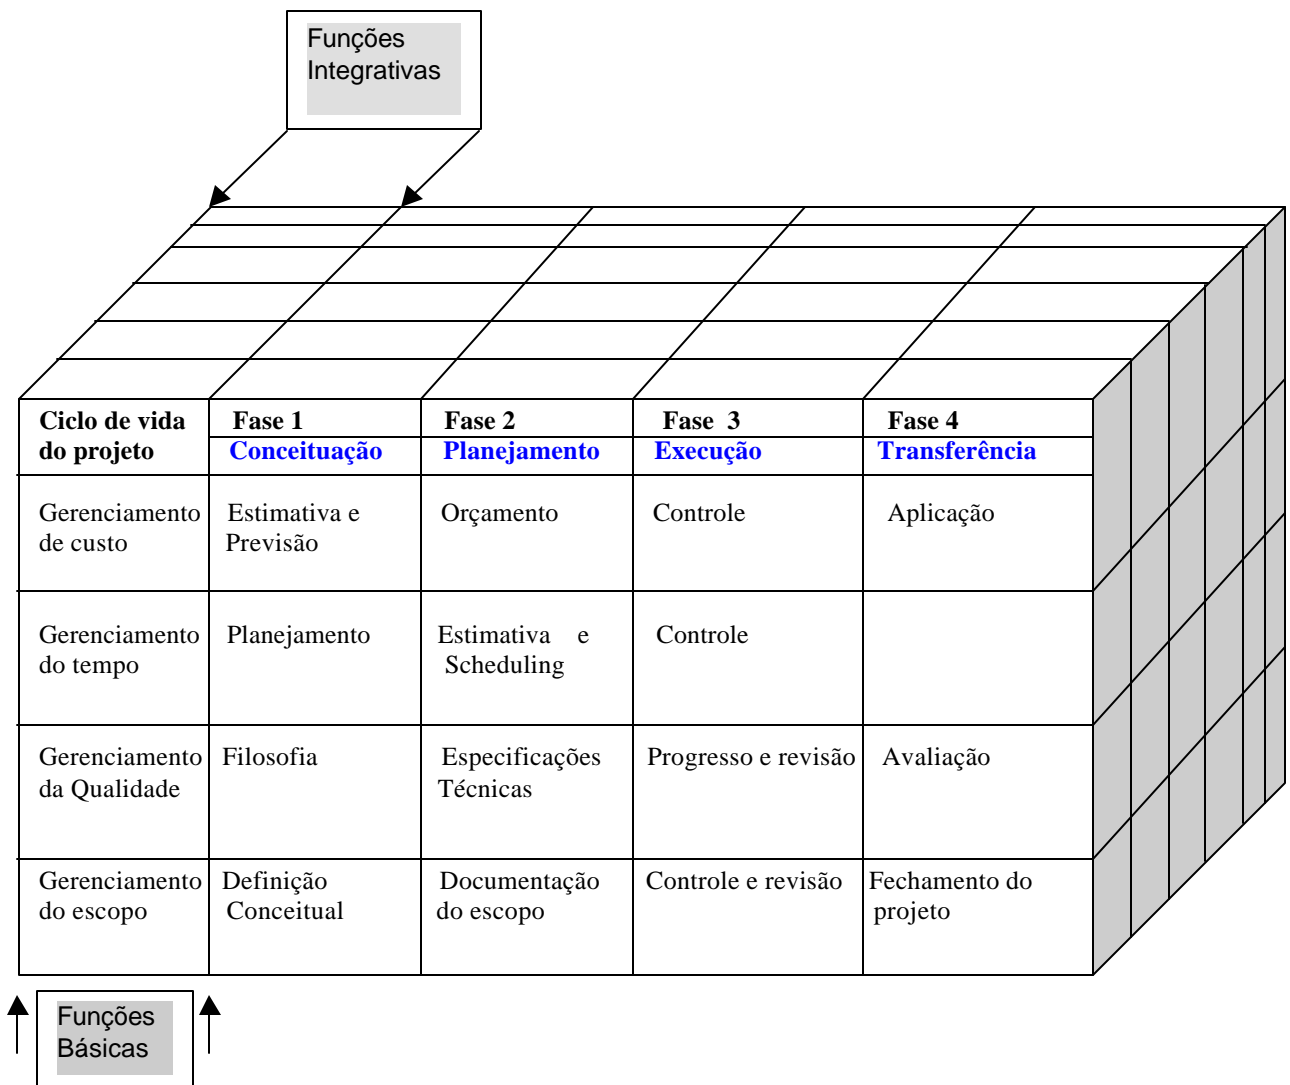 Funções
Integrativas
Ciclo de vida
do projeto
Fase 1
Conceituação
Fase 2
Planejamento
Fase 3
Execução
Fase 4
Transferência
Gerenciamento
de custo
Estimativa e
Previsão
Orçamento
Controle
Aplicação
Gerenciamento
do tempo
Planejamento
Estimativa e
Scheduling
Controle
Gerenciamento
da Qualidade
Filosofia
Especificações
Técnicas
Progresso e revisão
Avaliação
Gerenciamento
do escopo
Definição
Conceitual
Documentação
do escopo
Controle e revisão
Fechamento do
projeto
Funções
Básicas